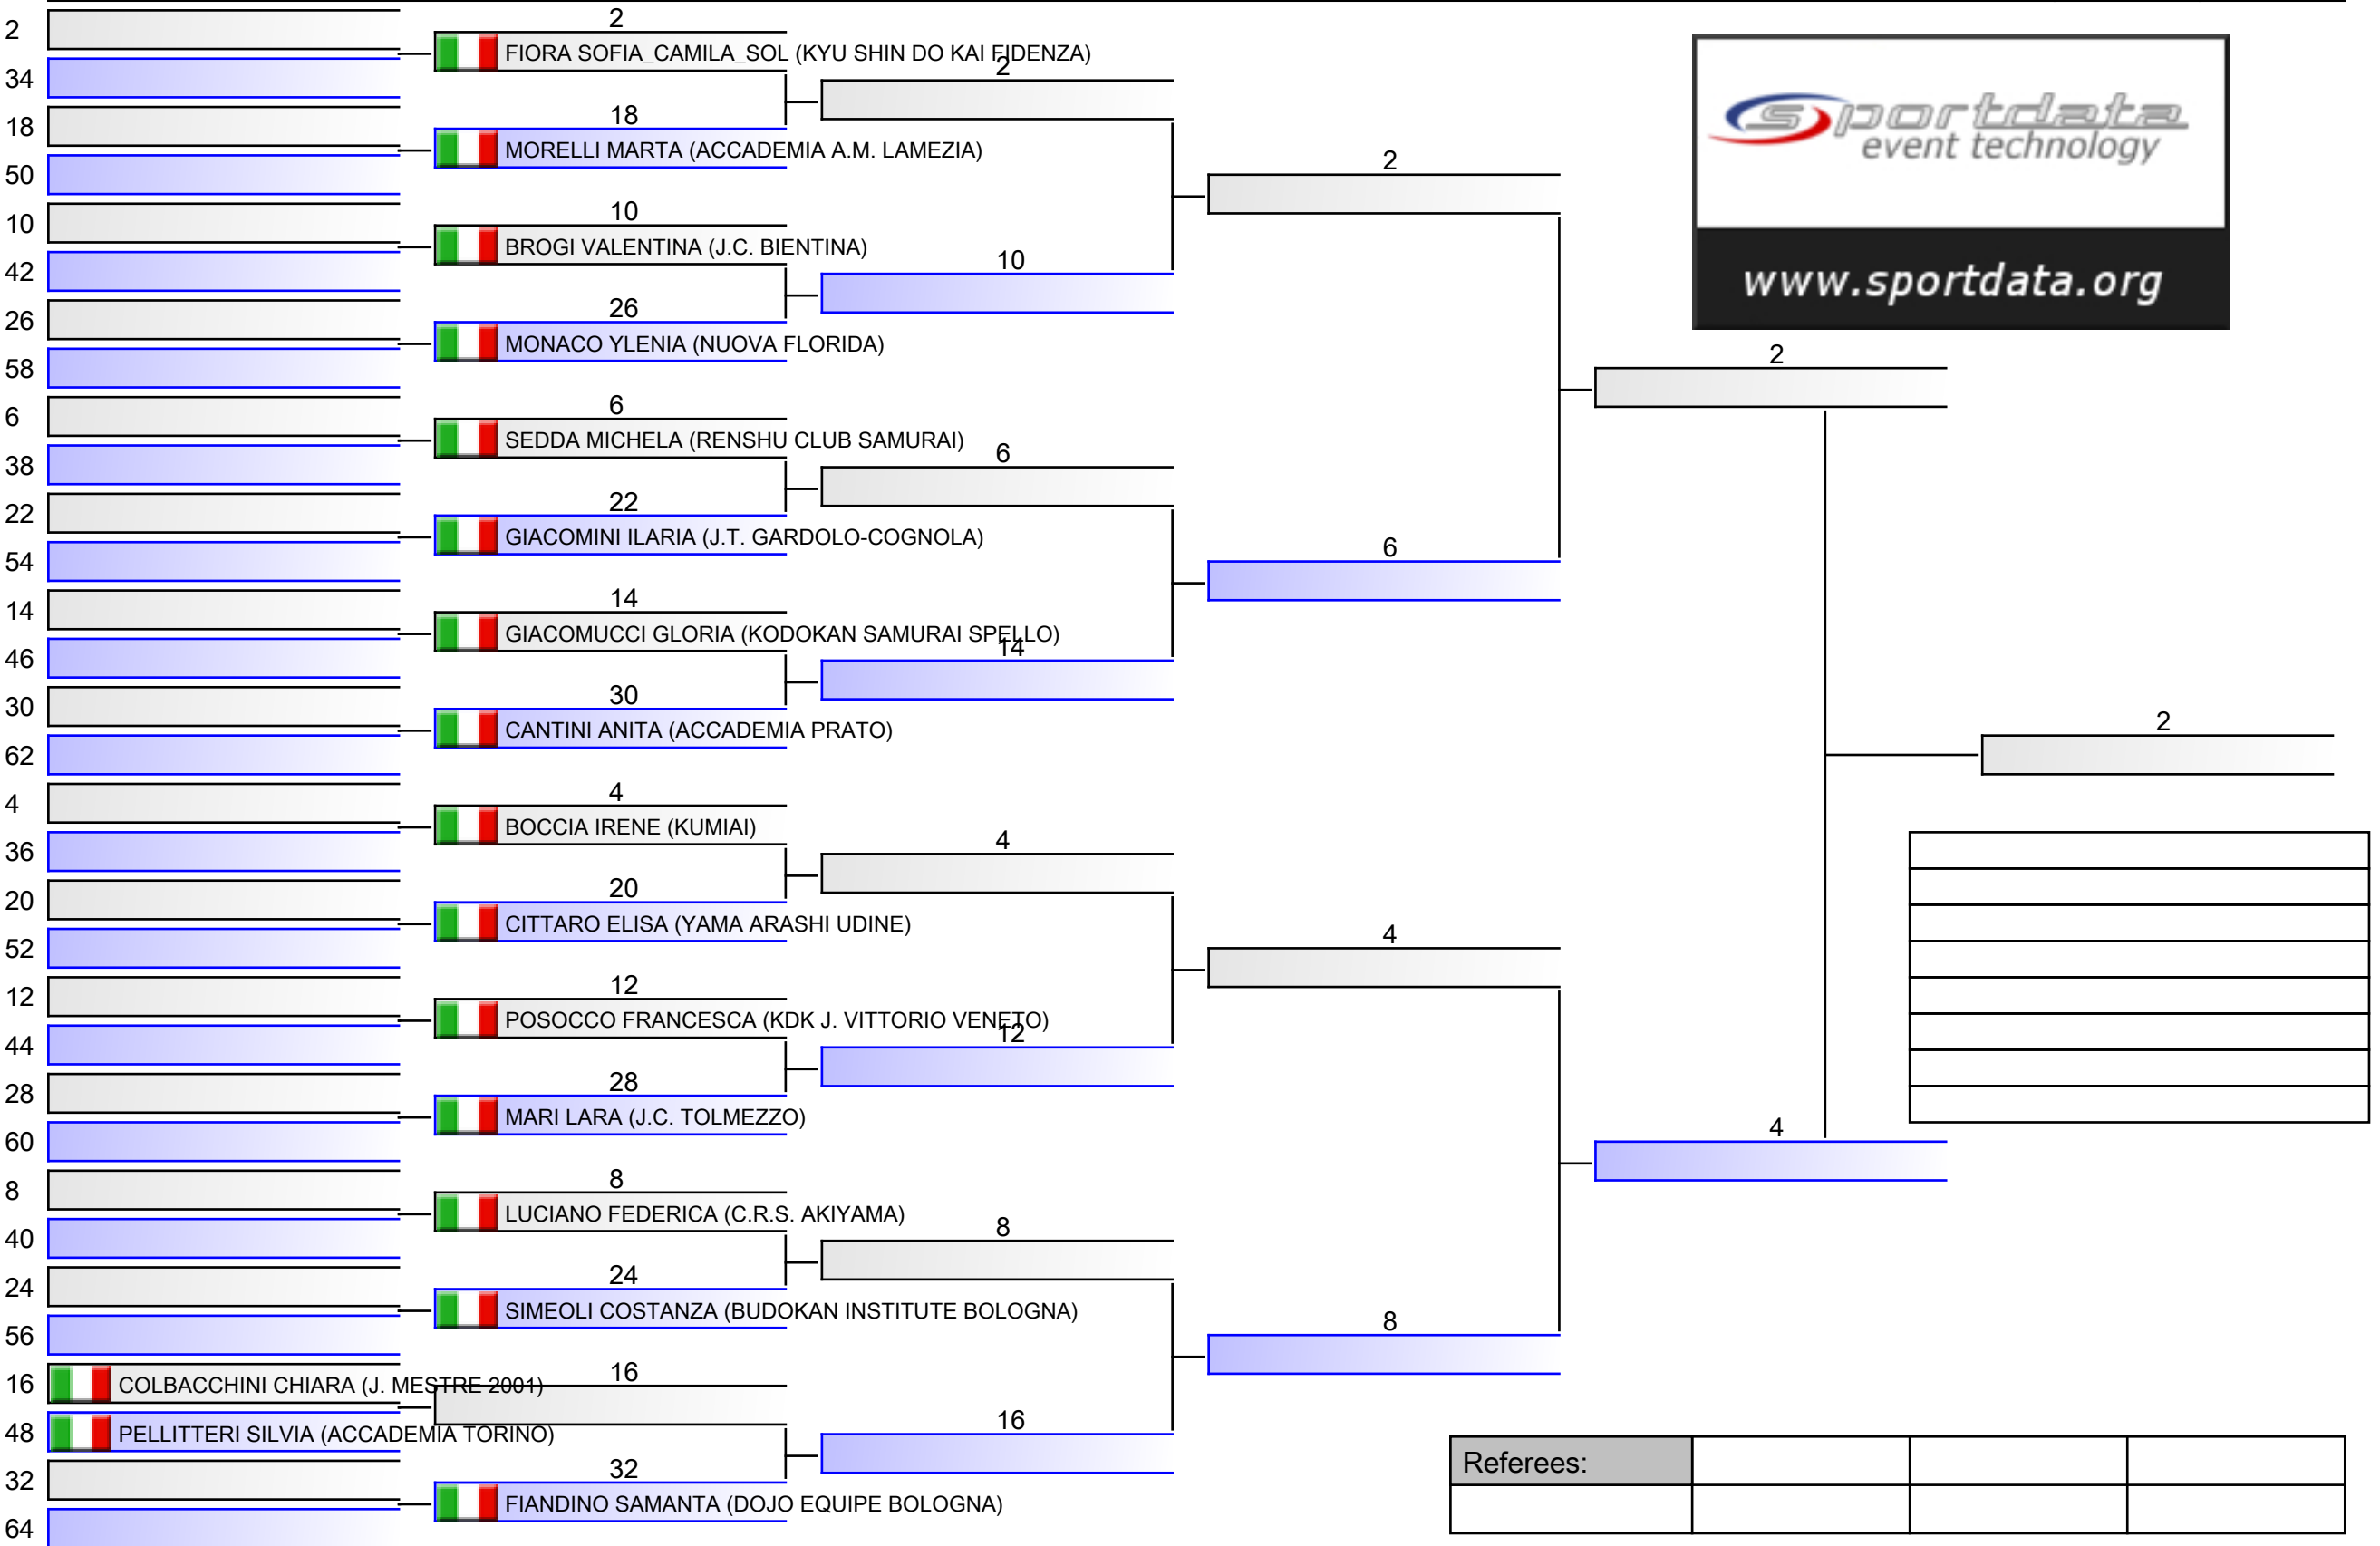 2
34
18
50
10
42
26
58
6
38
22
54
14
46
30
62
4
36
20
52
12
44
28
60
8
40
24
56
16 COLBACCHINI CHIARA (J. MESTRE 2001)
48 PELLITTERI SILVIA (ACCADEMIA TORINO)
32
64
2
FIORA SOFIA_CAMILA_SOL (KYU SHIN DO KAI FIDENZA)
18
MORELLI MARTA (ACCADEMIA A.M. LAMEZIA)
10
BROGI VALENTINA (J.C. BIENTINA)
26
MONACO YLENIA (NUOVA FLORIDA)
6
SEDDA MICHELA (RENSHU CLUB SAMURAI)
22
GIACOMINI ILARIA (J.T. GARDOLO-COGNOLA)
14
GIACOMUCCI GLORIA (KODOKAN SAMURAI SPELLO)
30
CANTINI ANITA (ACCADEMIA PRATO)
4
BOCCIA IRENE (KUMIAI)
20
CITTARO ELISA (YAMA ARASHI UDINE)
12
POSOCCO FRANCESCA (KDK J. VITTORIO VENETO)
28
MARI LARA (J.C. TOLMEZZO)
8
LUCIANO FEDERICA (C.R.S. AKIYAMA)
24
SIMEOLI COSTANZA (BUDOKAN INSTITUTE BOLOGNA)
16
32
FIANDINO SAMANTA (DOJO EQUIPE BOLOGNA)
2
10
6
14
4
12
8
16
2
6
4
8
2
4
2
sportdata
event technology
www.sportdata.org
Referees: